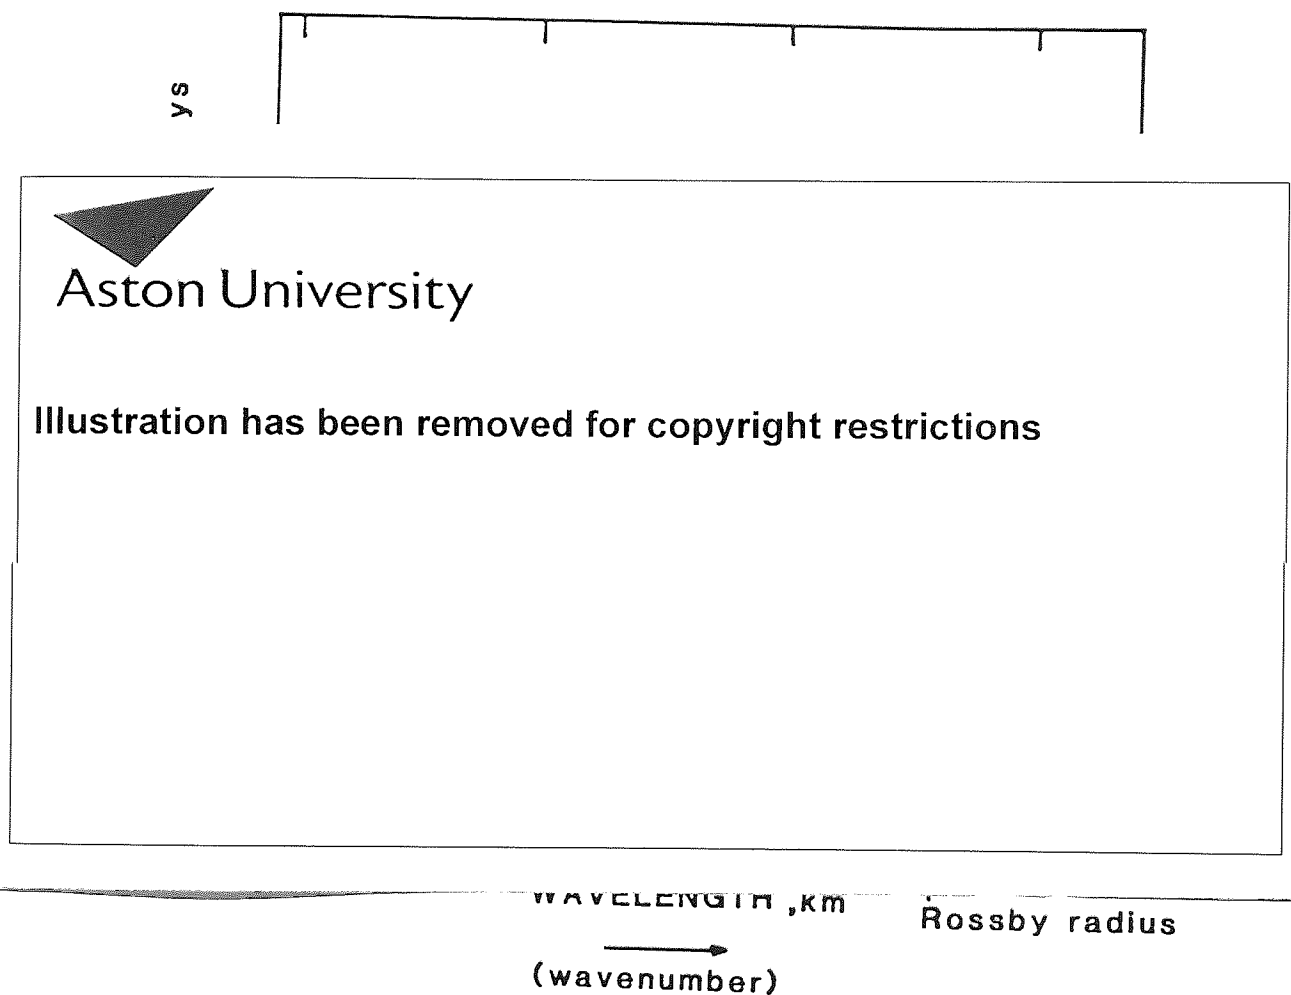 ys
Aston University
Illustration has been removed for copyright restrictions
WAVELENGTH ,km
Rossby radius
(wavenumber)